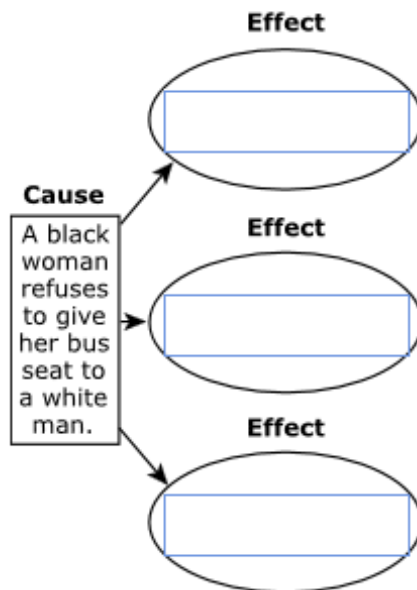 Effect
Cause
A black
woman
refuses
to give
her bus
seat to
a white
man.
Effect
Effect